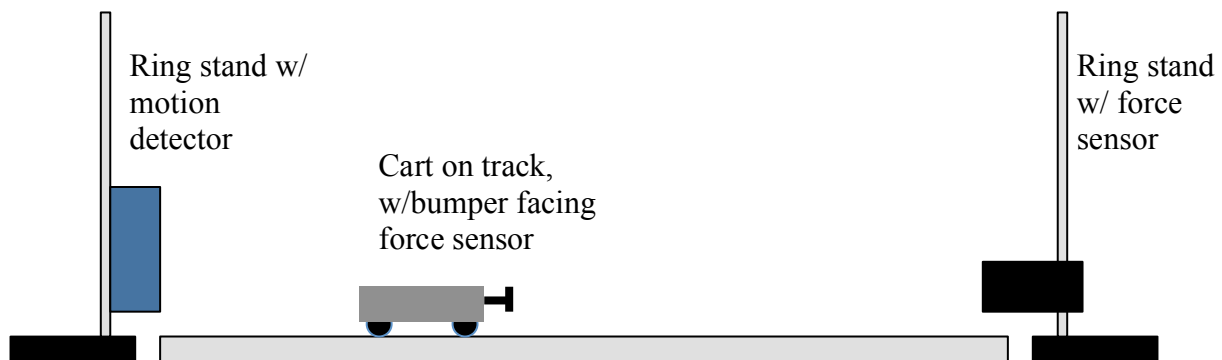 Ring stand w/
motion
detector
Cart on track,
w/bumper facing
force sensor
Ring stand
w/ force
sensor